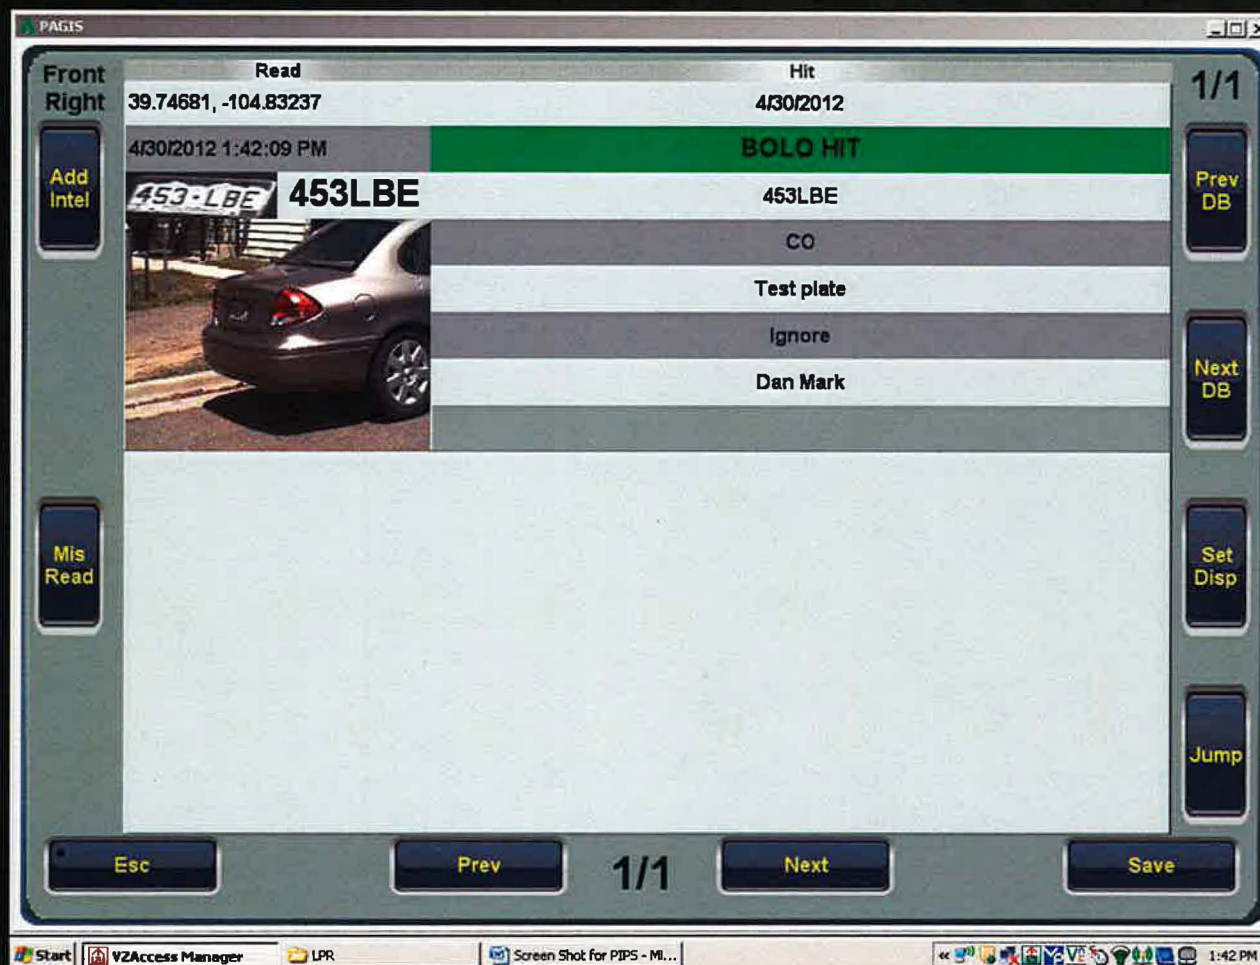 PAGIS
Front
Right
Read
Hit
1/1
39.74681, -104.83237
4/30/2012
4/30/2012 1:42:09 PM
BOLO HIT
Add
Intel
453-LBE
453LBE
453LBE
Prev
DB
CO
Test plate
Ignore
Next
DB
Dan Mark
Mis
Read
Set
Disp
Jump
Esc
Prev
1/1
Next
Save
Start
VZAccess Manager
LPR
Screen Shot for PIPS - Mi...
«
1:42 PM